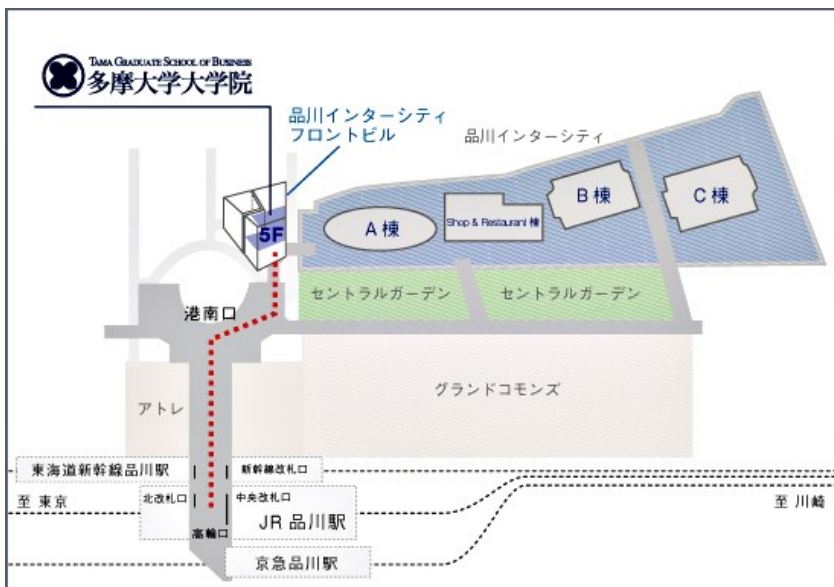 TAMA GRADUATE SCHOOL OF BUSINESS
多摩大学大学院
品川インターシティ
フロントビル
品川インターシティ
5F
A棟
Shop & Restaurant 棟
B棟
C棟
セントラルガーデン
セントラルガーデン
港南口
アトレ
グランドコモンズ
東海道新幹線品川駅
新幹線改札口
至 東京
北改札口
中央改札口
至 川崎
高輪口
JR 品川駅
京急品川駅